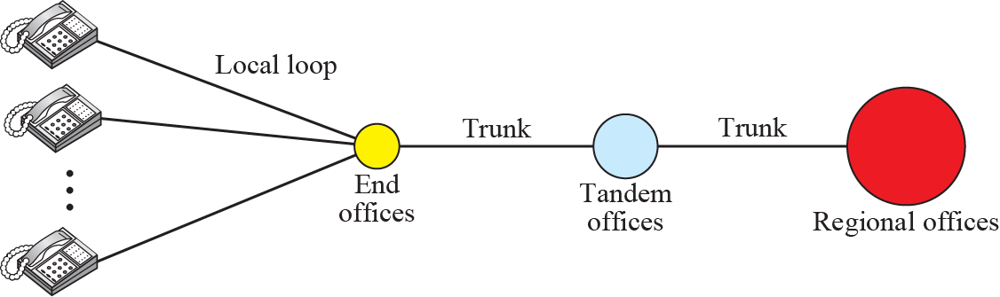 Local loop
Trunk
Trunk
End
offices
Tandem
offices
Regional offices